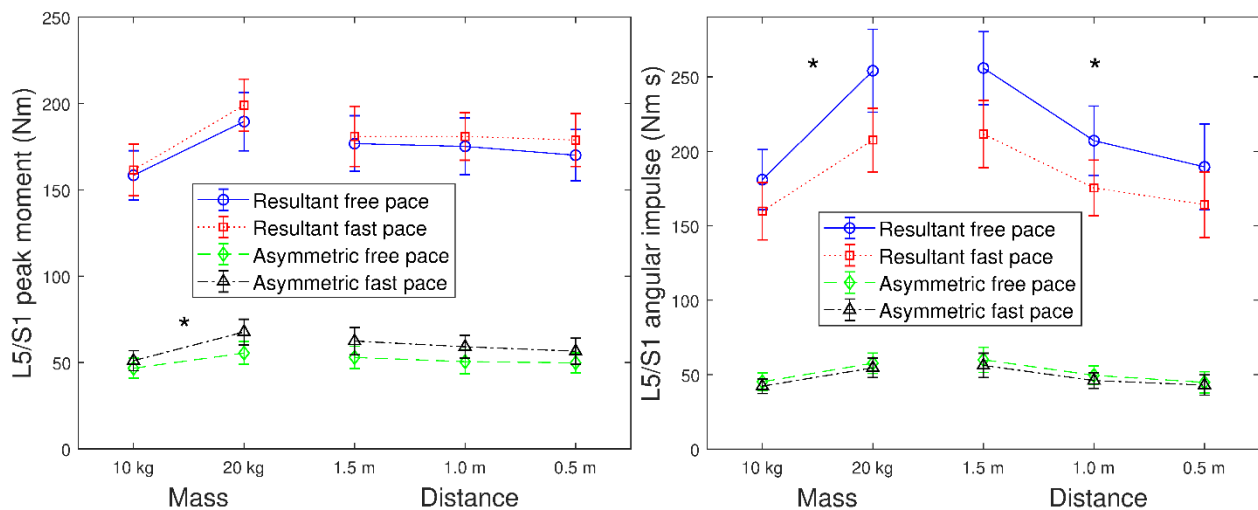 L5/S1 peak moment (Nm)
250
200
150
100
50
0
*
Resultant free pace
Resultant fast pace
Asymmetric free pace
Asymmetric fast pace
10 kg 20 kg 1.5 m 1.0 m 0.5 m
Mass Distance
L5/S1 angular impulse (Nm s)
250
200
150
100
50
0
* *
Resultant free pace
Resultant fast pace
Asymmetric free pace
Asymmetric fast pace
10 kg 20 kg 1.5 m 1.0 m 0.5 m
Mass Distance